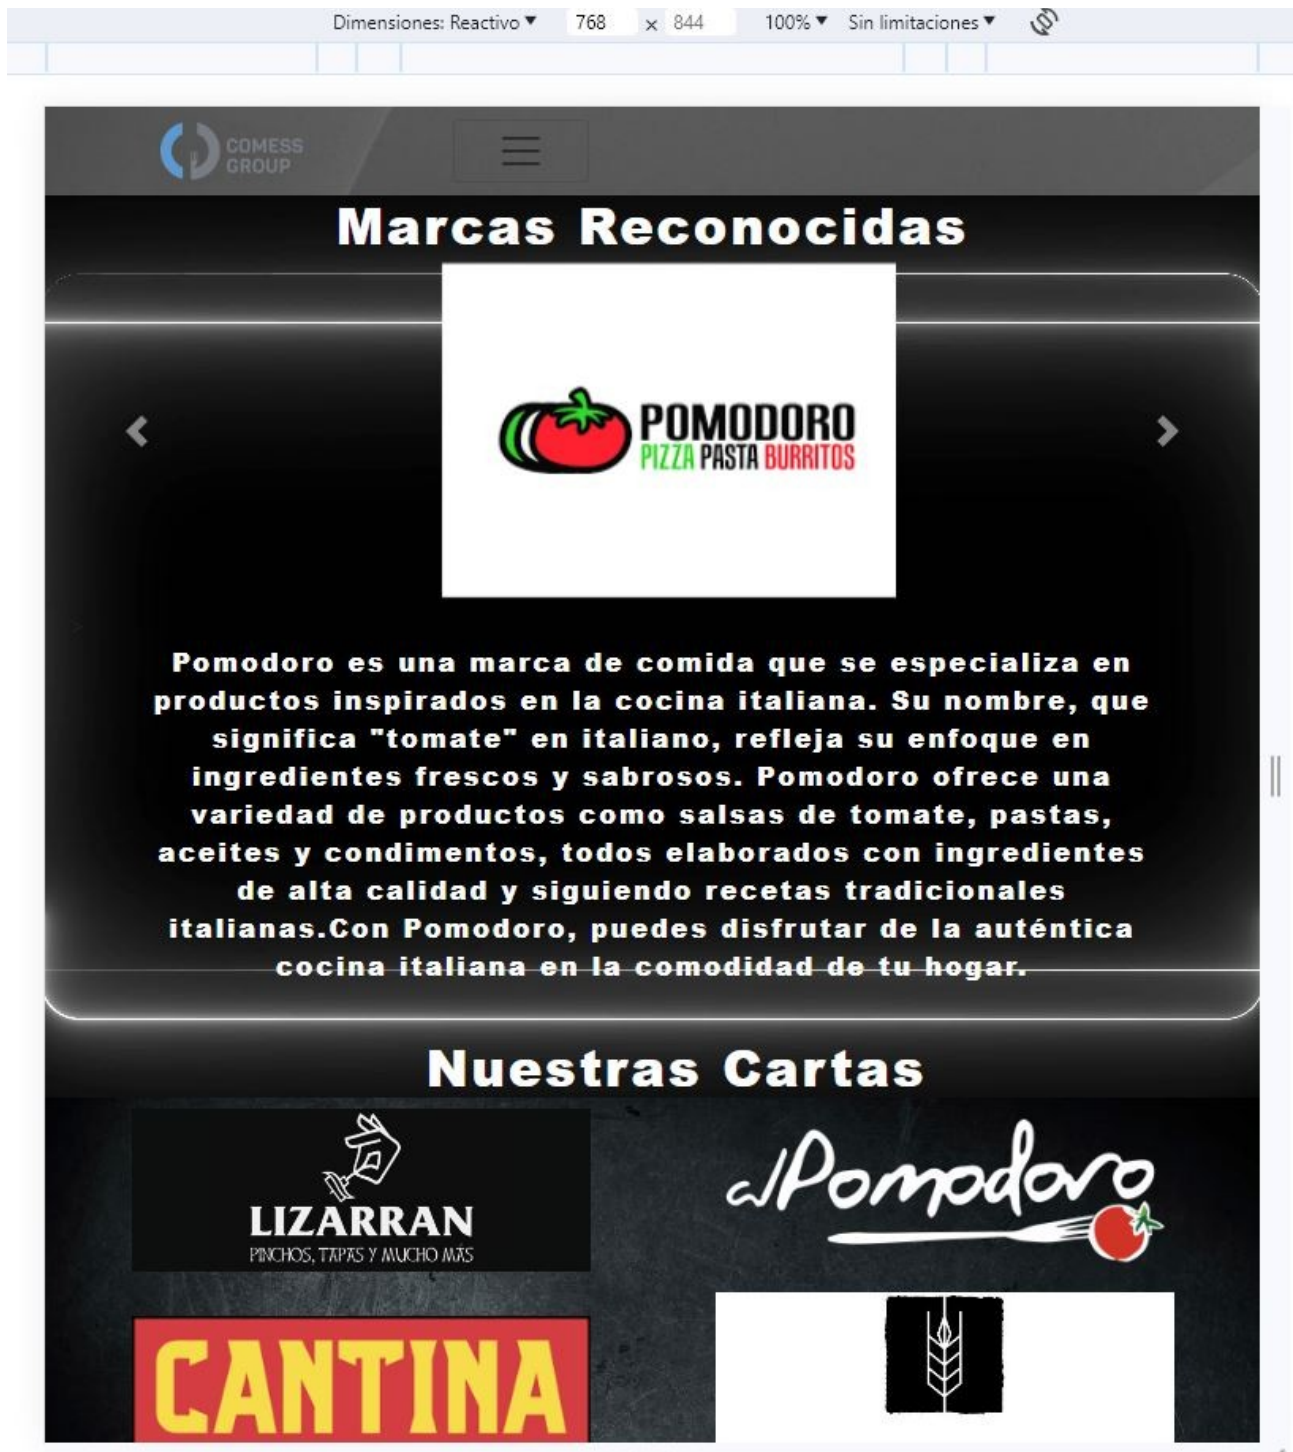 Dimensiones: Reactivo ▼ 768 x 844 100% ▼ Sin limitaciones ▼
COMESS
GROUP
Marcas Reconocidas
POMODORO
PIZZA PASTA BURRITOS
Pomodoro es una marca de comida que se especializa en
productos inspirados en la cocina italiana. Su nombre, que
significa "tomate" en italiano, refleja su enfoque en
ingredientes frescos y sabrosos. Pomodoro ofrece una
variedad de productos como salsas de tomate, pastas,
aceites y condimentos, todos elaborados con ingredientes
de alta calidad y siguiendo recetas tradicionales
italianas.Con Pomodoro, puedes disfrutar de la auténtica
cocina italiana en la comodidad de tu hogar.
Nuestras Cartas
LIZARRAN
PINCHOS, TAPAS Y MUCHO MÁS
alPomodoro
CANTINA